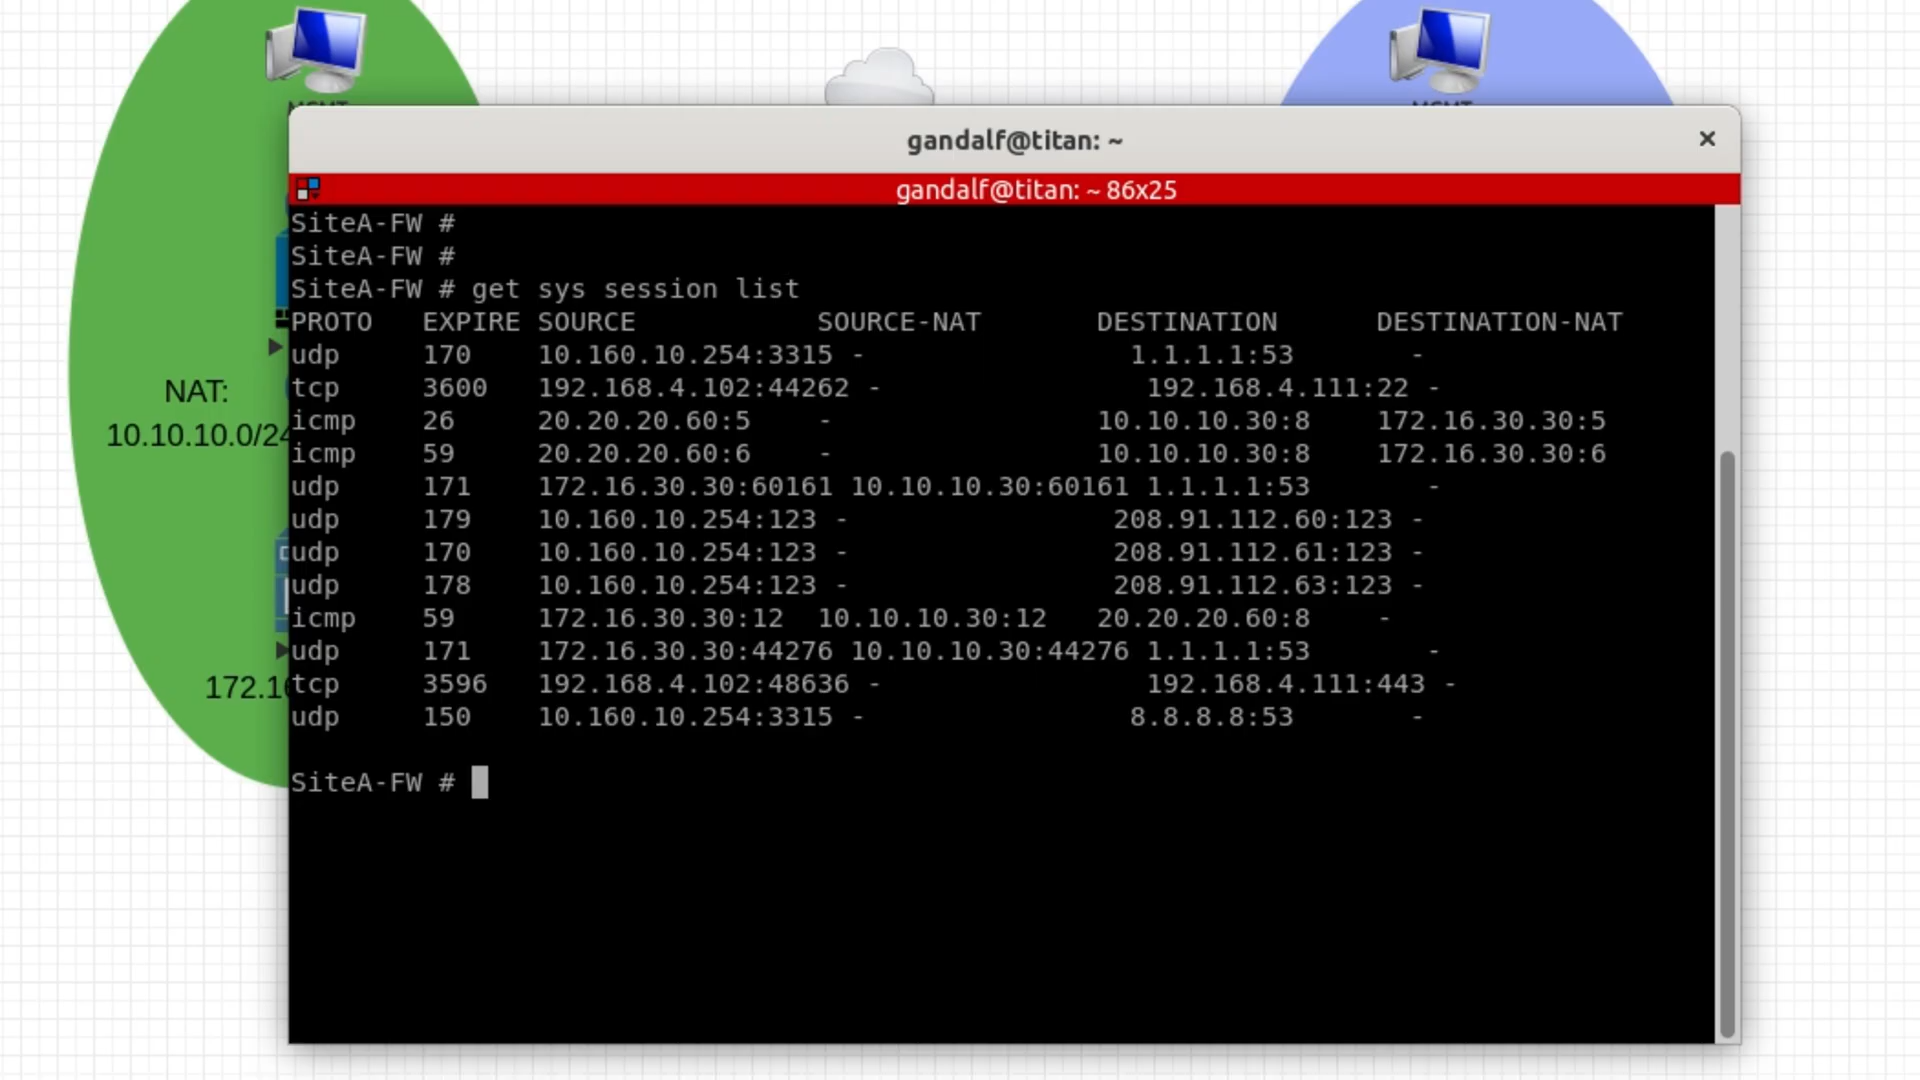 gandalf@titan: ~
gandalf@titan: ~ 86x25
SiteA-FW #
SiteA-FW #
SiteA-FW # get sys session list
PROTO EXPIRE SOURCE SOURCE-NAT DESTINATION DESTINATION-NAT
udp 170 10.160.10.254:3315 - 1.1.1.1:53 -
tcp 3600 192.168.4.102:44262 - 192.168.4.111:22 -
icmp 26 20.20.20.60:5 - 10.10.10.30:8 172.16.30.30:5
icmp 59 20.20.20.60:6 - 10.10.10.30:8 172.16.30.30:6
udp 171 172.16.30.30:60161 10.10.10.30:60161 1.1.1.1:53 -
udp 179 10.160.10.254:123 - 208.91.112.60:123 -
udp 170 10.160.10.254:123 - 208.91.112.61:123 -
udp 178 10.160.10.254:123 - 208.91.112.63:123 -
icmp 59 172.16.30.30:12 10.10.10.30:12 20.20.20.60:8 -
udp 171 172.16.30.30:44276 10.10.10.30:44276 1.1.1.1:53 -
tcp 3596 192.168.4.102:48636 - 192.168.4.111:443 -
udp 150 10.160.10.254:3315 - 8.8.8.8:53 -
SiteA-FW #
NAT:
10.10.10.0/24
172.16